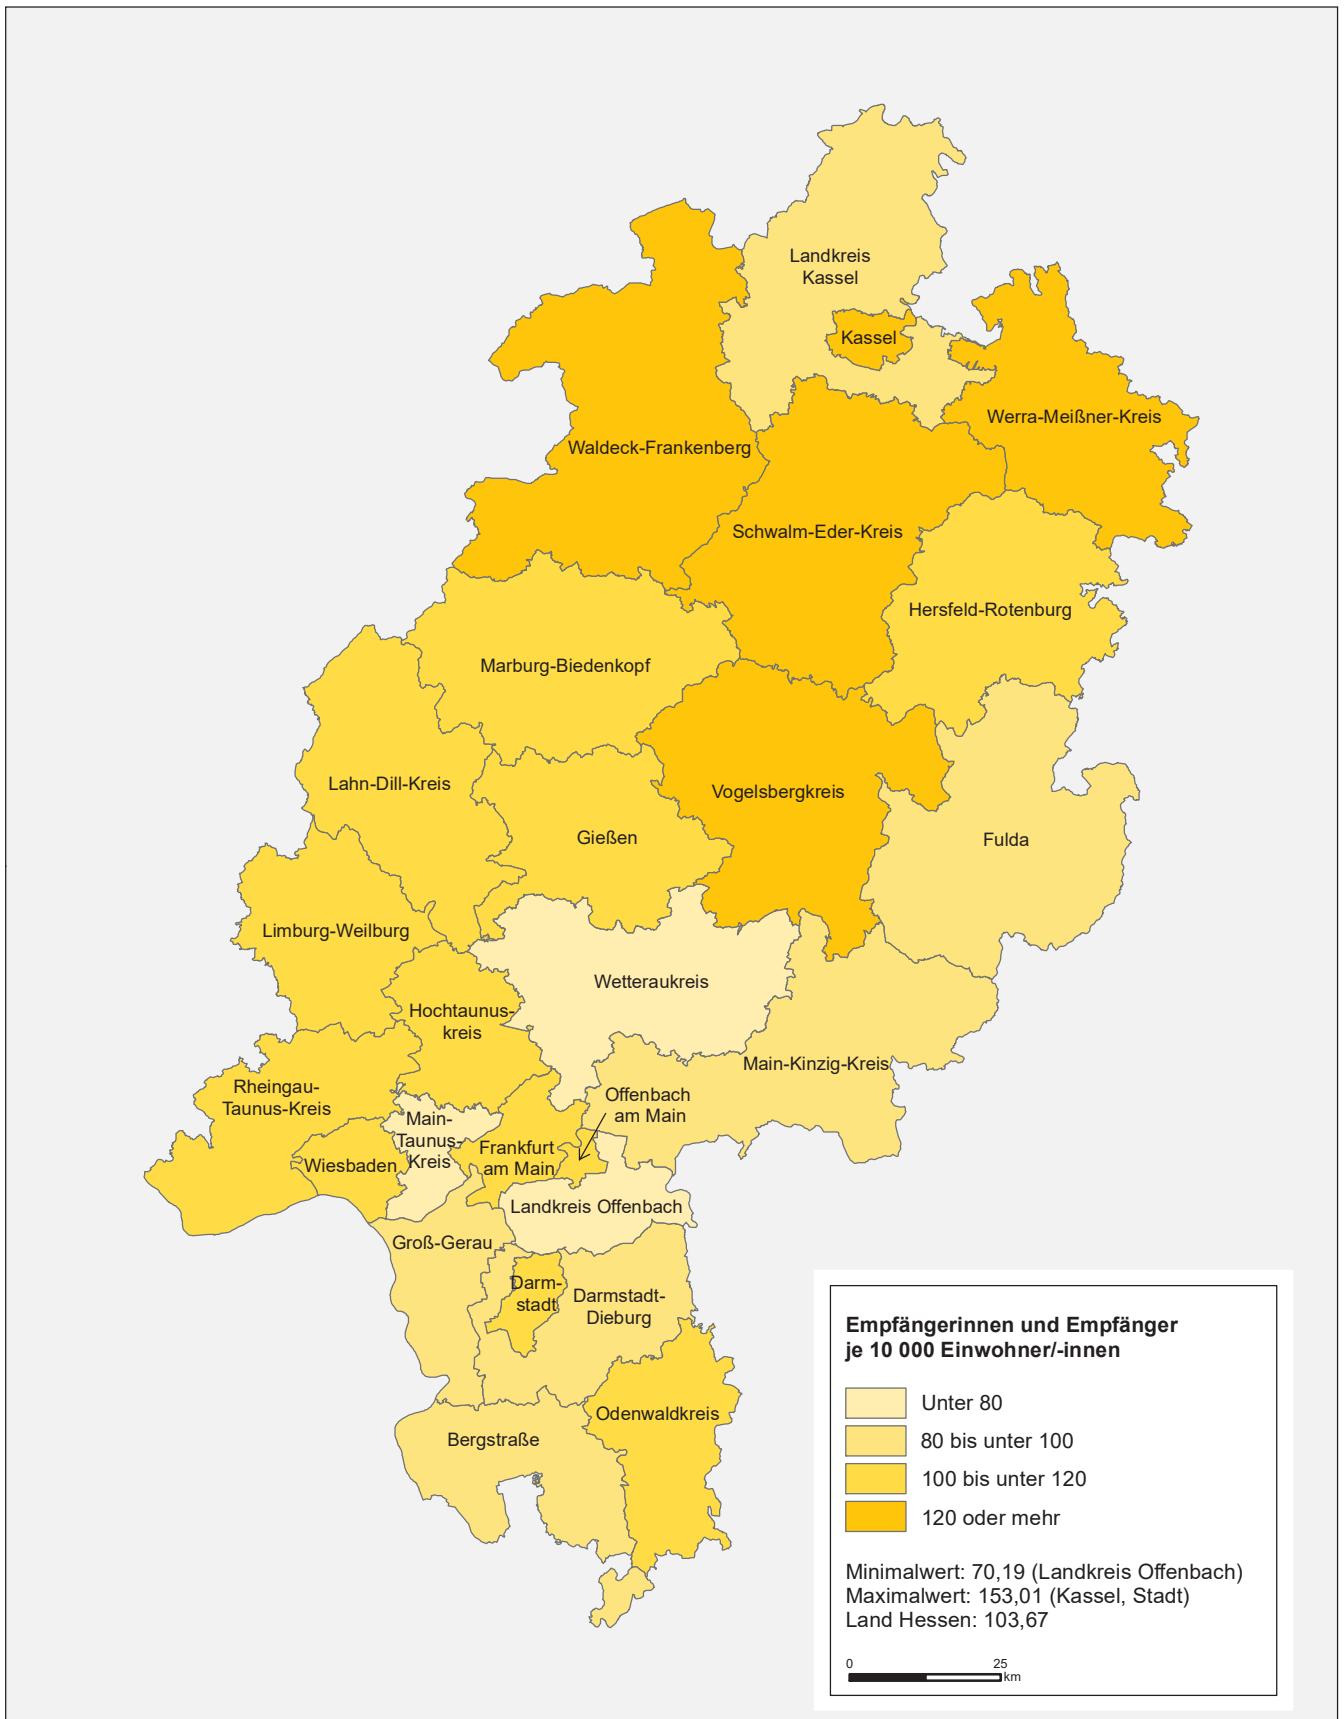 Landkreis
Kassel
Kassel
Werra-Meißner-Kreis
Waldeck-Frankenberg
Schwalm-Eder-Kreis
Hersfeld-Rotenburg
Marburg-Biedenkopf
Lahn-Dill-Kreis
Vogelsbergkreis
Gießen
Fulda
Limburg-Weilburg
Wetteraukreis
Hochtaunus-
kreis
Main-Kinzig-Kreis
Rheingau-
Taunus-Kreis
Offenbach
am Main
Main-
Taunus-
Kreis
Frankfurt
am Main
Wiesbaden
Landkreis Offenbach
Groß-Gerau
Darm-
stadt
Darmstadt-
Dieburg
Odenwaldkreis
Bergstraße
Empfängerinnen und Empfänger
je 10 000 Einwohner/-innen
Unter 80
80 bis unter 100
100 bis unter 120
120 oder mehr
Minimalwert: 70,19 (Landkreis Offenbach)
Maximalwert: 153,01 (Kassel, Stadt)
Land Hessen: 103,67
0 25
km